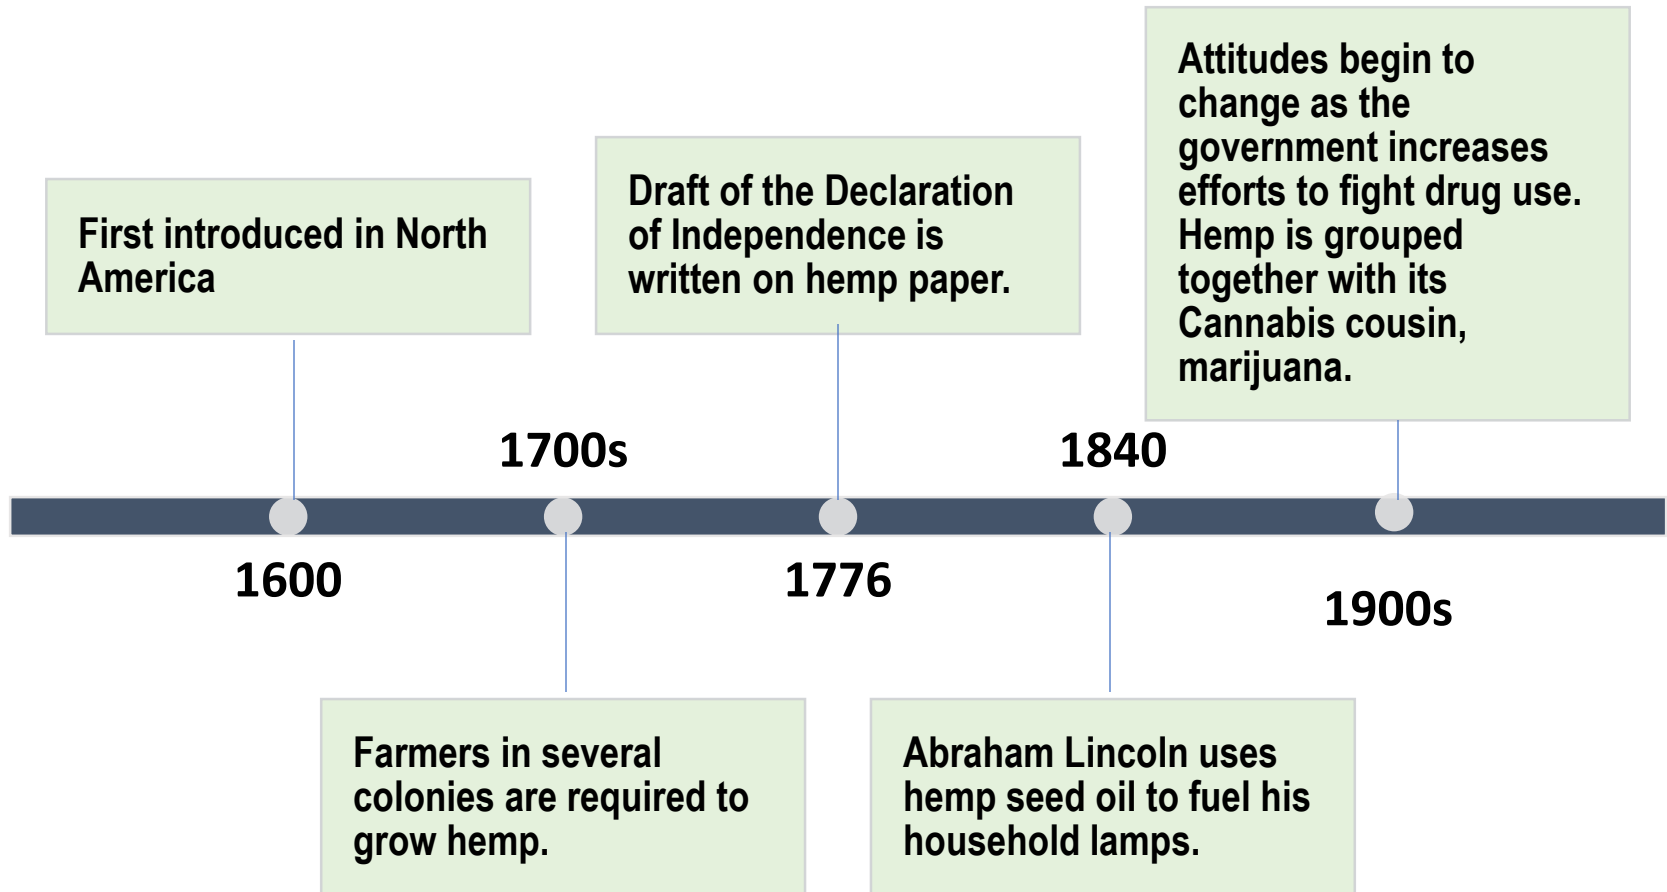 First introduced in North
America
1600
1700s
Farmers in several
colonies are required to
grow hemp.
Draft of the Declaration
of Independence is
written on hemp paper.
1776
1840
Abraham Lincoln uses
hemp seed oil to fuel his
household lamps.
Attitudes begin to
change as the
government increases
efforts to fight drug use.
Hemp is grouped
together with its
Cannabis cousin,
marijuana.
1900s